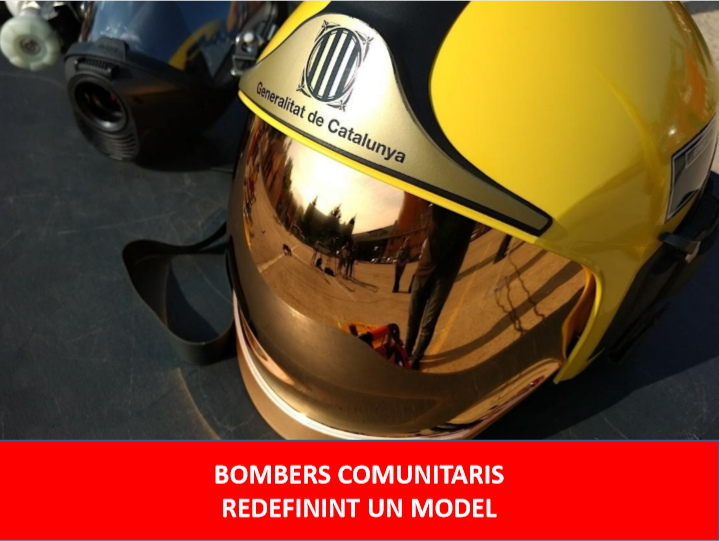 Generalitat de Catalunya
BOMBERS COMUNITARIS
REDEFININT UN MODEL